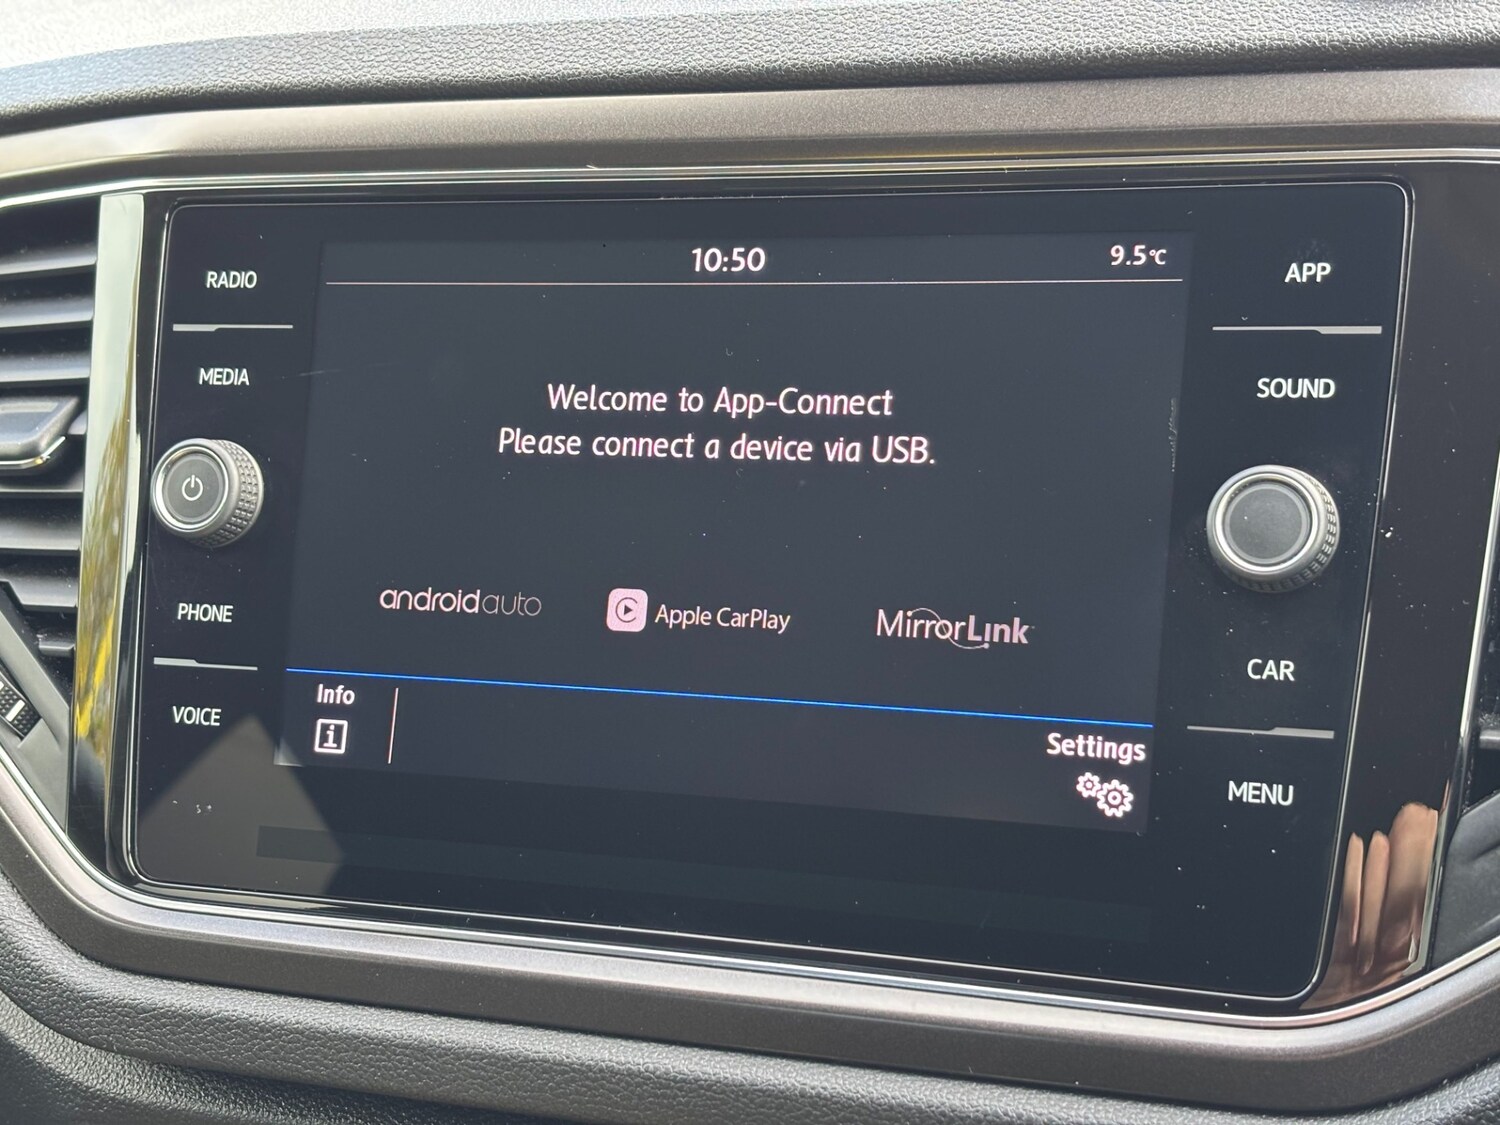 10:50
9.5°C
RADIO
MEDIA
PHONE
VOICE
Welcome to App-Connect
Please connect a device via USB.
androidauto
Apple CarPlay
MirrorLink
Info
i
Settings
APP
SOUND
CAR
MENU